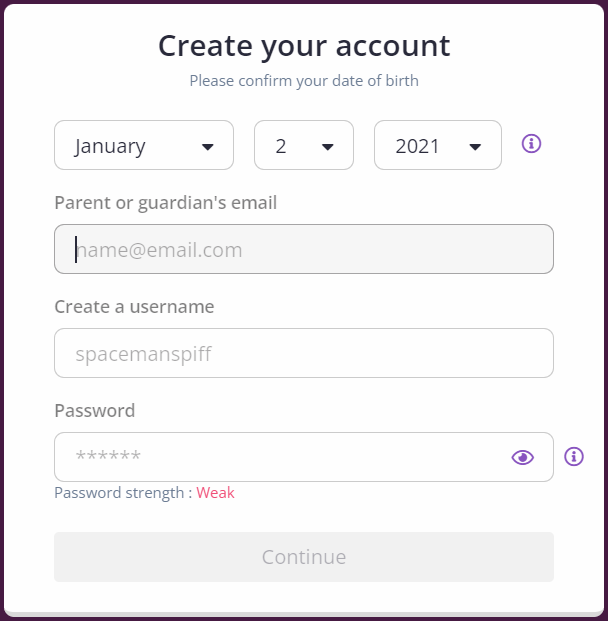 Create your account
Please confirm your date of birth
January 2 2021
Parent or guardian's email
name@email.com
Create a username
spacemanspiff
Password
******
Password strength : Weak
Continue